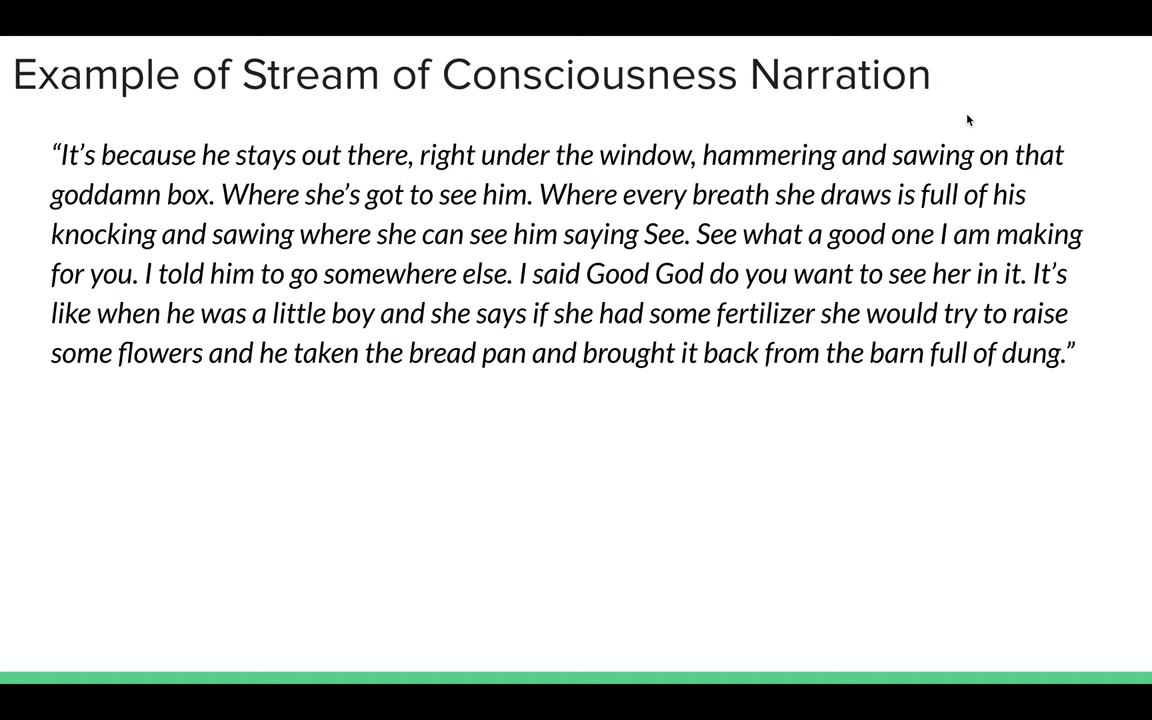 Example of Stream of Consciousness Narration
“It’s because he stays out there, right under the window, hammering and sawing on that
goddamn box. Where she’s got to see him. Where every breath she draws is full of his
knocking and sawing where she can see him saying See. See what a good one I am making
for you. I told him to go somewhere else. I said Good God do you want to see her in it. It’s
like when he was a little boy and she says if she had some fertilizer she would try to raise
some flowers and he taken the bread pan and brought it back from the barn full of dung.”